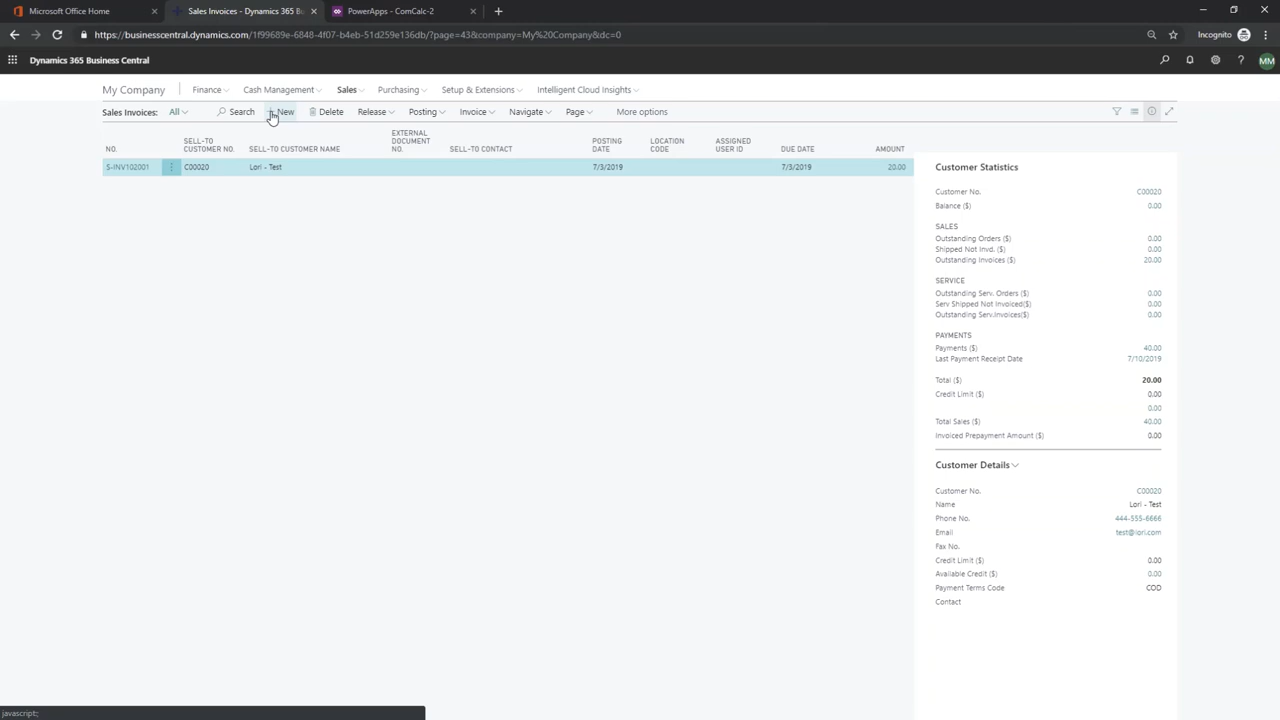 Microsoft Office Home
Sales Invoices - Dynamics 365 Bu
PowerApps - ComCalc-2
https://businesscentral.dynamics.com/1f99689e-6848-4f07-b4eb-51d259e136db/?page=43&company=My%20Company&dc=0
Incognito
Dynamics 365 Business Central
MM
My Company
Finance
Cash Management
Sales
Purchasing
Setup & Extensions
Intelligent Cloud Insights
Sales Invoices:
All
Search
New
Delete
Release
Posting
Invoice
Navigate
Page
More options
NO.
SELL-TO CUSTOMER NO.
SELL-TO CUSTOMER NAME
EXTERNAL DOCUMENT NO.
SELL-TO CONTACT
POSTING DATE
LOCATION CODE
ASSIGNED USER ID
DUE DATE
AMOUNT
S-INV102001
C00020
Lori - Test
7/3/2019
7/3/2019
20.00
Customer Statistics
Customer No. C00020
Balance ($) 0.00
SALES
Outstanding Orders ($) 0.00
Shipped Not Invd. ($) 0.00
Outstanding Invoices ($) 20.00
SERVICE
Outstanding Serv. Orders ($) 0.00
Serv Shipped Not Invoiced($) 0.00
Outstanding Serv.Invoices($) 0.00
PAYMENTS
Payments ($) 40.00
Last Payment Receipt Date 7/10/2019
Total ($) 20.00
Credit Limit ($) 0.00
0.00
Total Sales ($) 40.00
Invoiced Prepayment Amount ($) 0.00
Customer Details
Customer No. C00020
Name Lori - Test
Phone No. 444-555-6666
Email test@lori.com
Fax No.
Credit Limit ($) 0.00
Available Credit ($) 0.00
Payment Terms Code COD
Contact
javascript:;